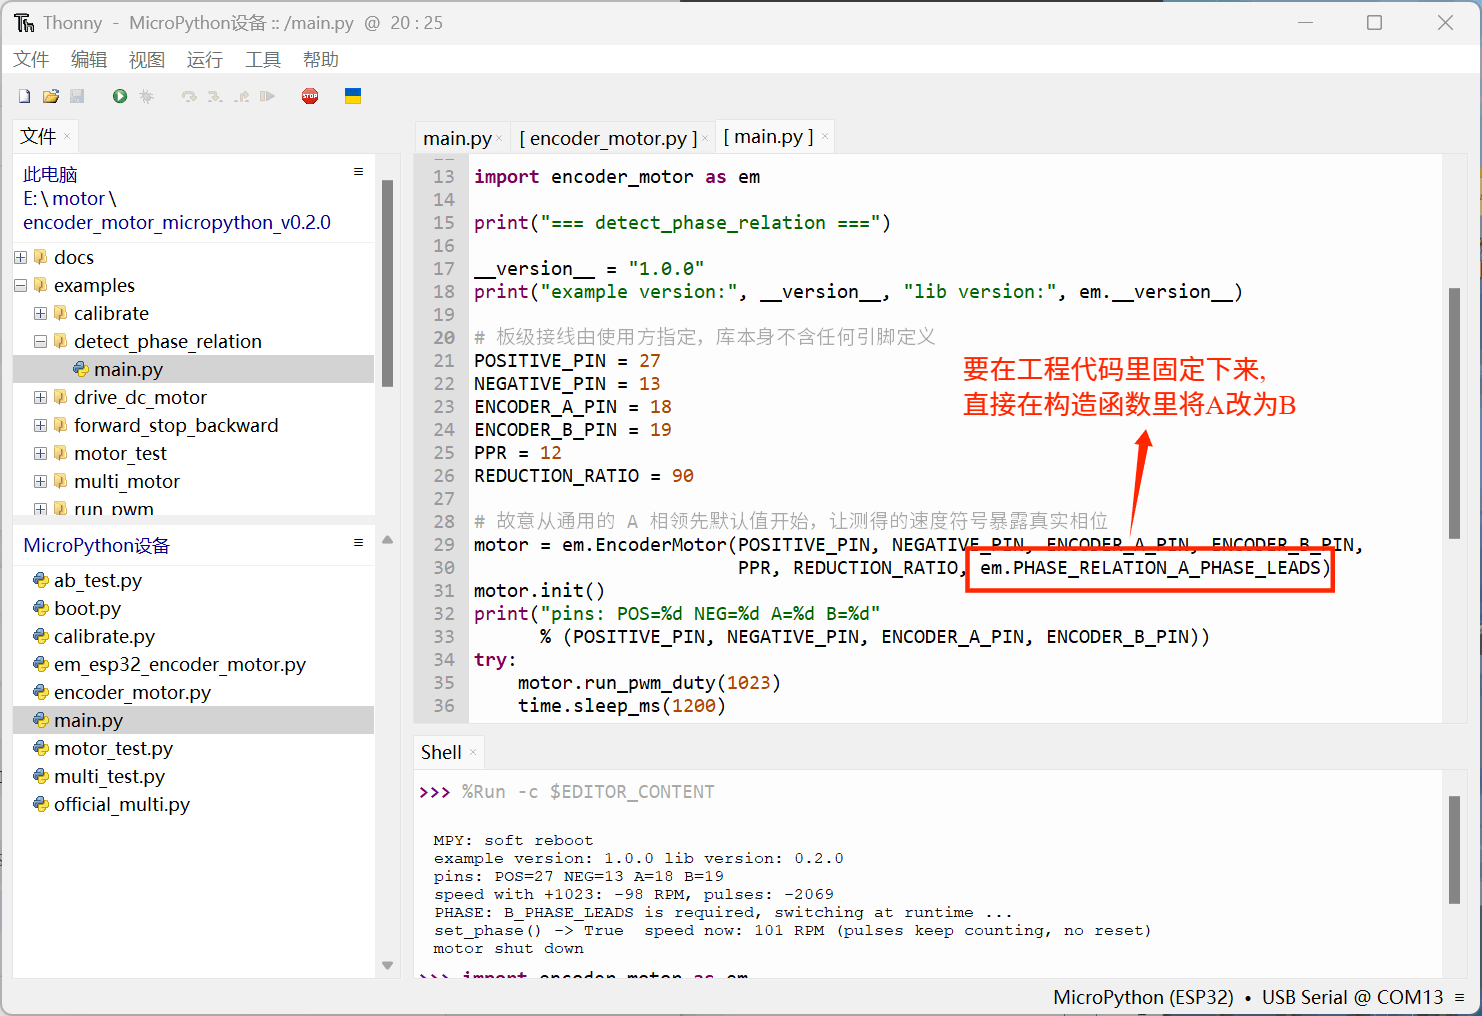 Thonny - MicroPython设备 :: /main.py @ 20 : 25
文件 编辑 视图 运行 工具 帮助
STOP
文件
此电脑
E: \ motor \
encoder_motor_micropython_v0.2.0
docs
examples
calibrate
detect_phase_relation
main.py
drive_dc_motor
forward_stop_backward
motor_test
multi_motor
run_pwm
MicroPython设备
ab_test.py
boot.py
calibrate.py
em_esp32_encoder_motor.py
encoder_motor.py
main.py
motor_test.py
multi_test.py
official_multi.py
main.py [ encoder_motor.py ] [ main.py ]
13 import encoder_motor as em
14
15 print("=== detect_phase_relation ===")
16
17 __version__ = "1.0.0"
18 print("example version:", __version__, "lib version:", em.__version__)
19
20 # 板级接线由使用方指定，库本身不含任何引脚定义
21 POSITIVE_PIN = 27
22 NEGATIVE_PIN = 13
23 ENCODER_A_PIN = 18
24 ENCODER_B_PIN = 19
25 PPR = 12
26 REDUCTION_RATIO = 90
27
28 # 故意从通用的 A 相领先默认值开始，让测得的速度符号暴露真实相位
29 motor = em.EncoderMotor(POSITIVE_PIN, NEGATIVE_PIN, ENCODER_A_PIN, ENCODER_B_PIN,
30 PPR, REDUCTION_RATIO, em.PHASE_RELATION_A_PHASE_LEADS)
31 motor.init()
32 print("pins: POS=%d NEG=%d A=%d B=%d"
33 % (POSITIVE_PIN, NEGATIVE_PIN, ENCODER_A_PIN, ENCODER_B_PIN))
34 try:
35 motor.run_pwm_duty(1023)
36 time.sleep_ms(1200)
要在工程代码里固定下来,
直接在构造函数里将A改为B
Shell
>>> %Run -c $EDITOR_CONTENT
MPY: soft reboot
example version: 1.0.0 lib version: 0.2.0
pins: POS=27 NEG=13 A=18 B=19
speed with +1023: -98 RPM, pulses: -2069
PHASE: B_PHASE_LEADS is required, switching at runtime ...
set_phase() -> True  speed now: 101 RPM (pulses keep counting, no reset)
motor shut down
>>> import encoder_motor as em
MicroPython (ESP32) • USB Serial @ COM13 ≡